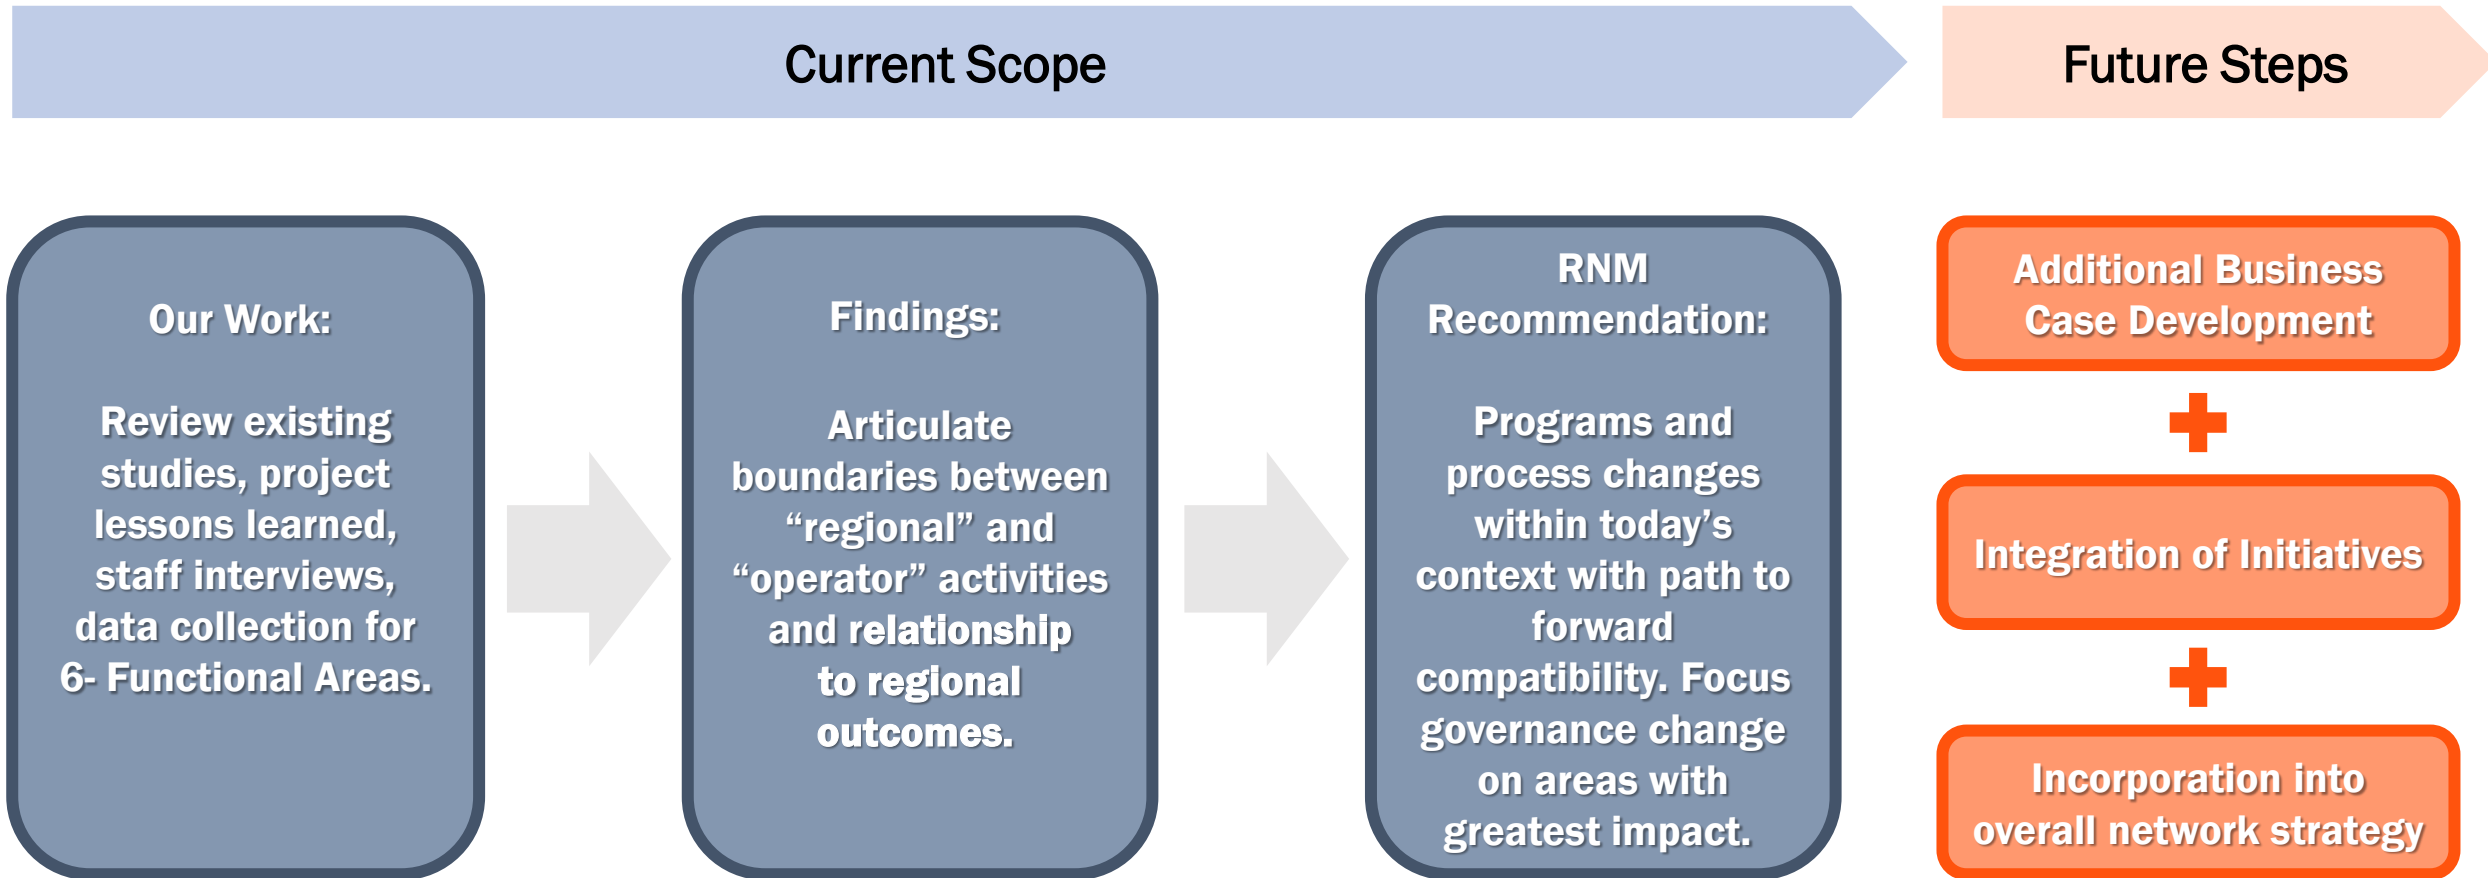 Current Scope
Future Steps
Our Work:
Review existing
studies, project
lessons learned,
staff interviews,
data collection for
6- Functional Areas.
Findings:
Articulate
boundaries between
“regional” and
“operator” activities
and relationship
to regional
outcomes.
RNM
Recommendation:
Programs and
process changes
within today’s
context with path to
forward
compatibility. Focus
governance change
on areas with
greatest impact.
Additional Business
Case Development
Integration of Initiatives
Incorporation into
overall network strategy